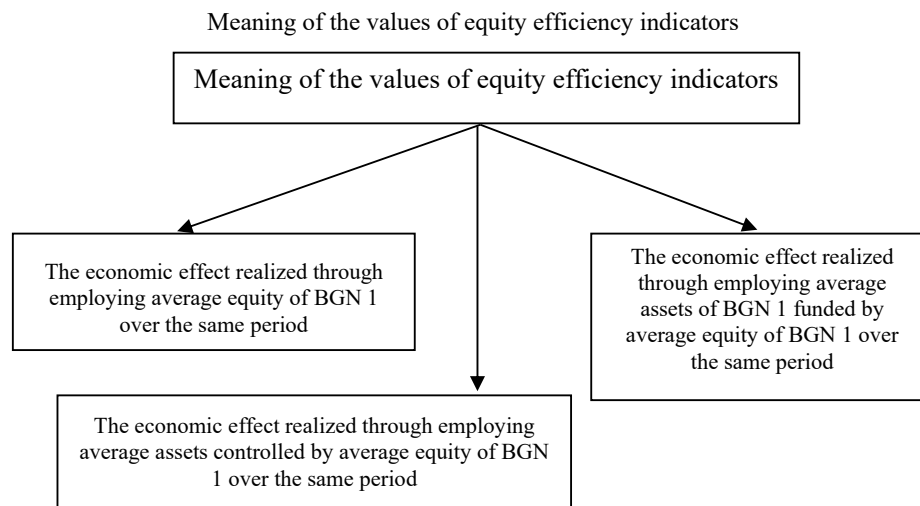 Meaning of the values of equity efficiency indicators
Meaning of the values of equity efficiency indicators
The economic effect realized through
employing average equity of BGN 1
over the same period
The economic effect realized
through employing average
assets of BGN 1 funded by
average equity of BGN 1 over
the same period
The economic effect realized through employing
average assets controlled by average equity of BGN
1 over the same period